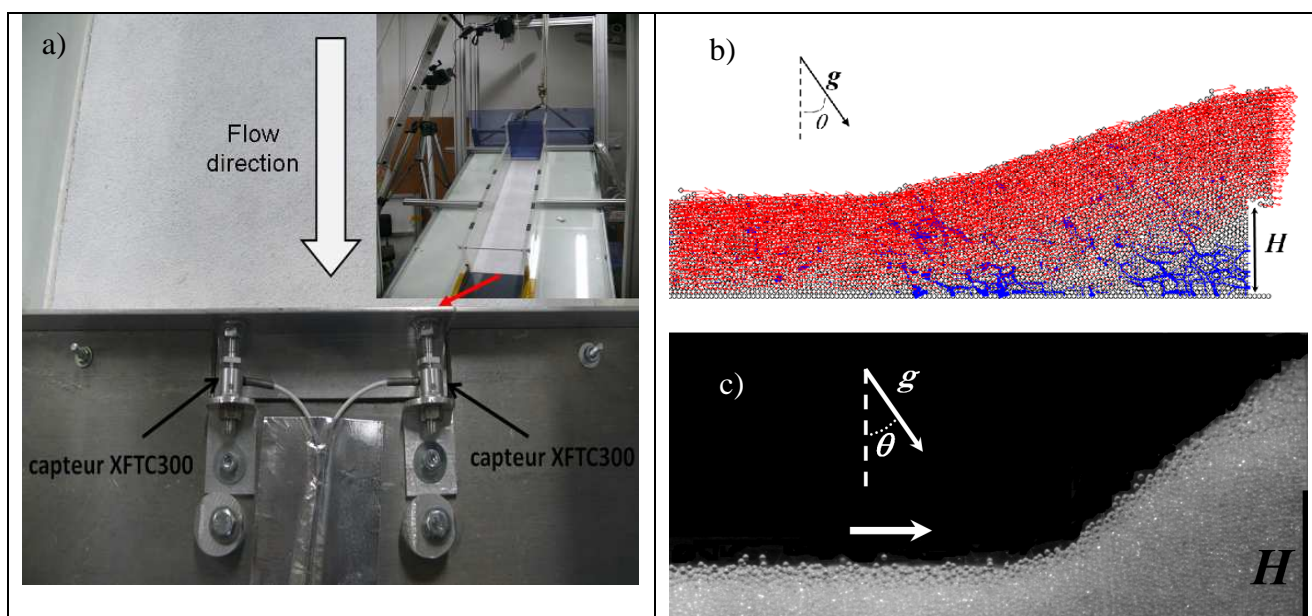 a)
Flow
direction
capteur XFTC300
capteur XFTC300
b)
g
θ
H
c)
g
θ
H